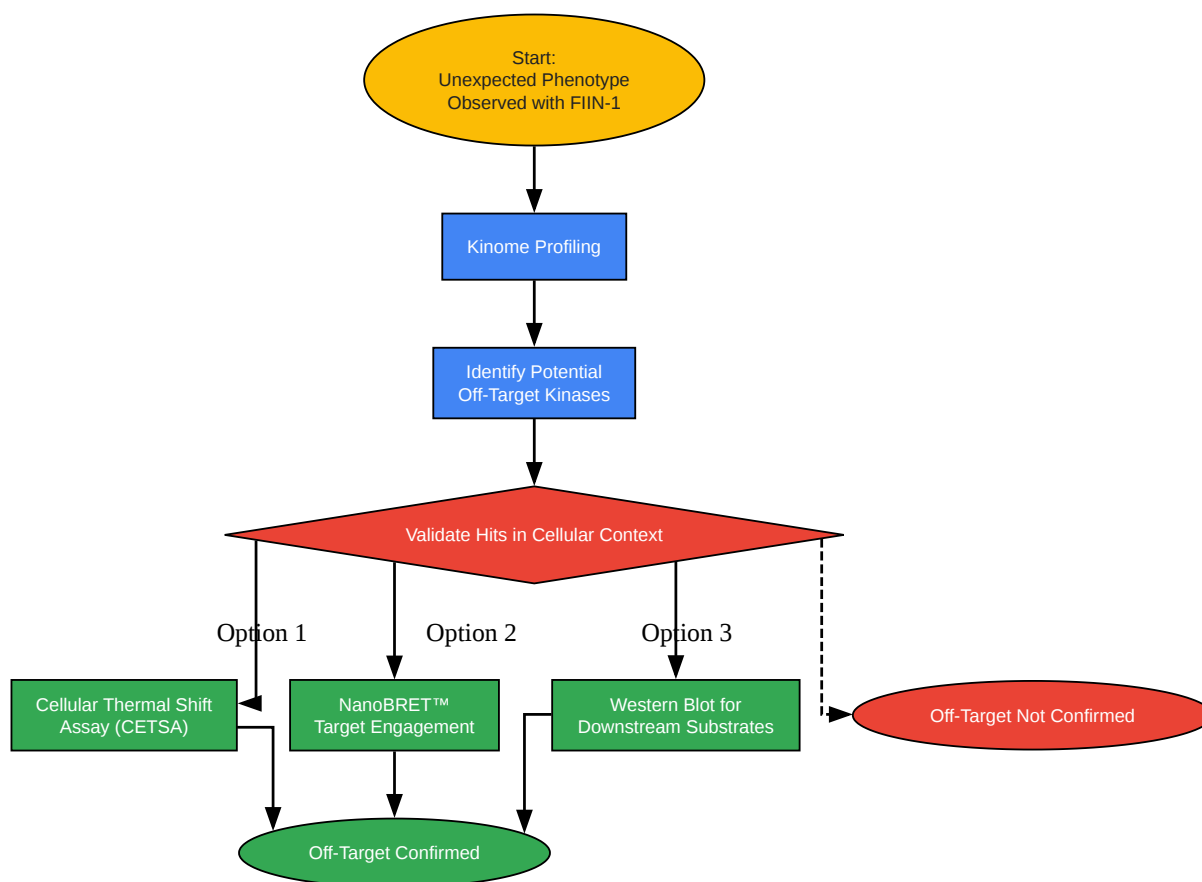 Start:
Unexpected Phenotype
Observed with FIIN-1
Kinome Profiling
Identify Potential
Off-Target Kinases
Validate Hits in Cellular Context
Option 1
Option 2
Option 3
Cellular Thermal Shift
Assay (CETSA)
NanoBRET™
Target Engagement
Western Blot for
Downstream Substrates
Off-Target Not Confirmed
Off-Target Confirmed